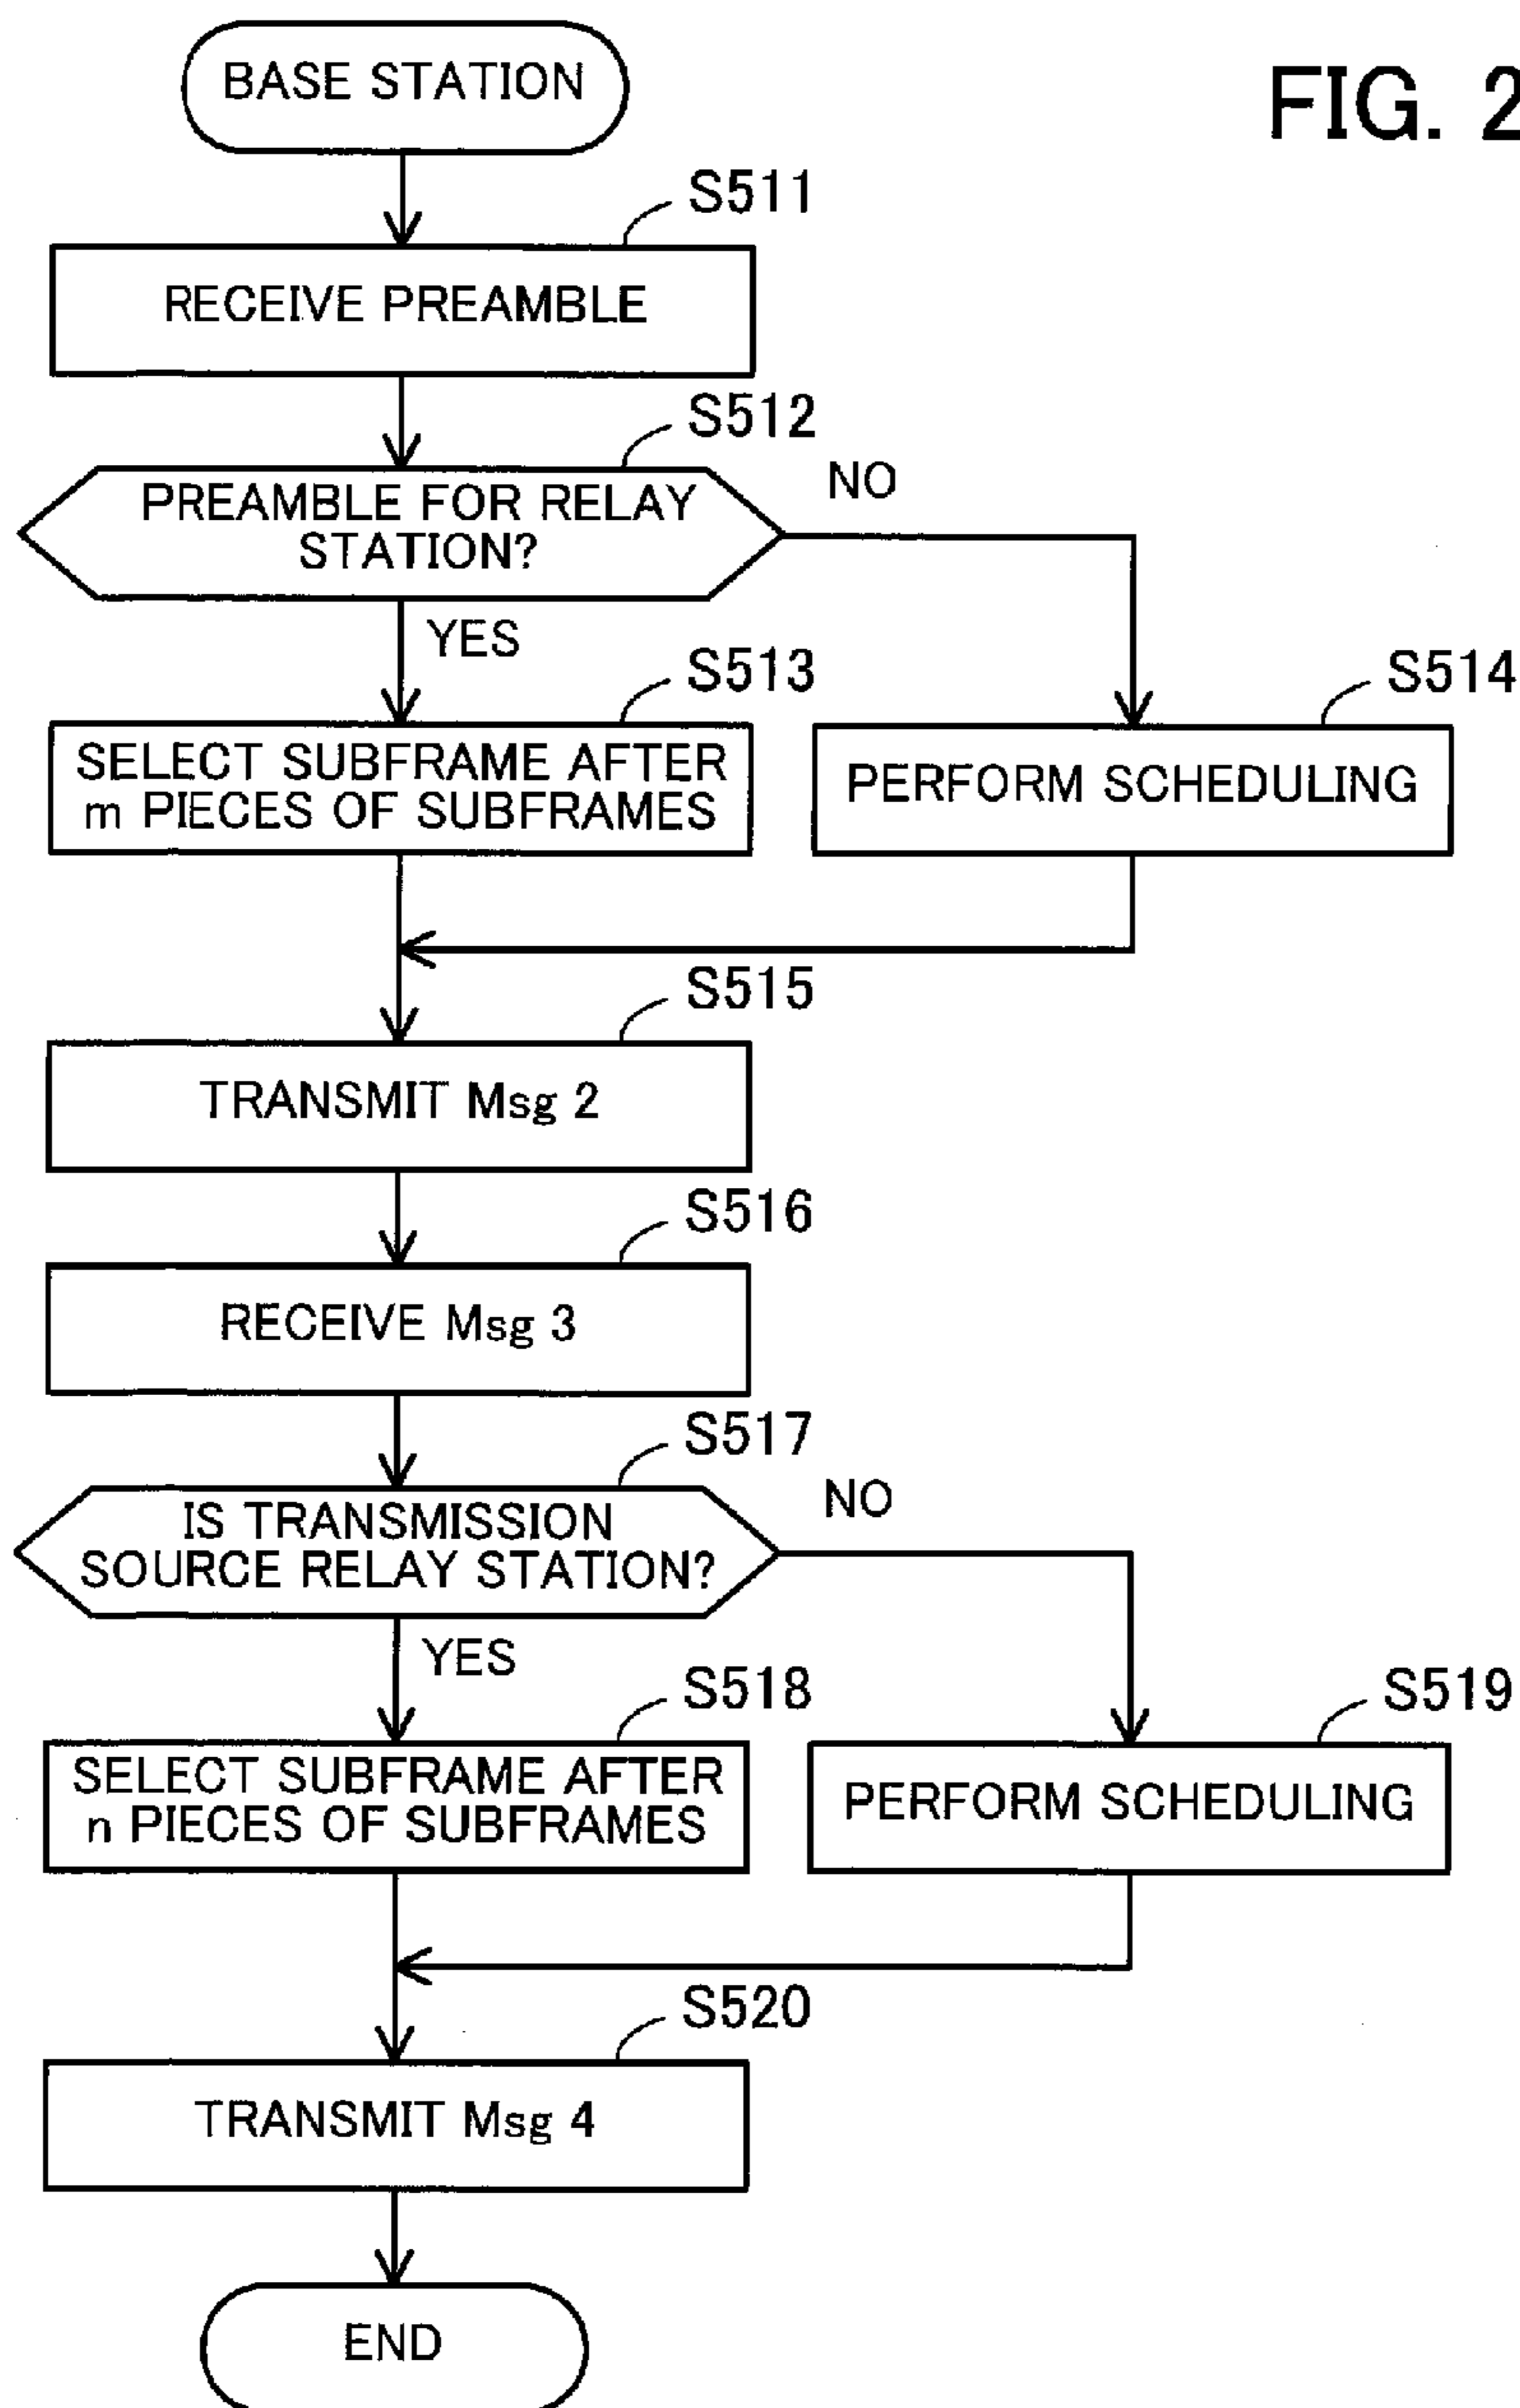 BASE STATION
FIG. 2
S511
RECEIVE PREAMBLE
S512
PREAMBLE FOR RELAY
STATION?
NO
YES
S513
S514
SELECT SUBFRAME AFTER
m PIECES OF SUBFRAMES
PERFORM SCHEDULING
S515
TRANSMIT Msg 2
S516
RECEIVE Msg 3
S517
IS TRANSMISSION
SOURCE RELAY STATION?
NO
YES
S518
S519
SELECT SUBFRAME AFTER
n PIECES OF SUBFRAMES
PERFORM SCHEDULING
S520
TRANSMIT Msg 4
END